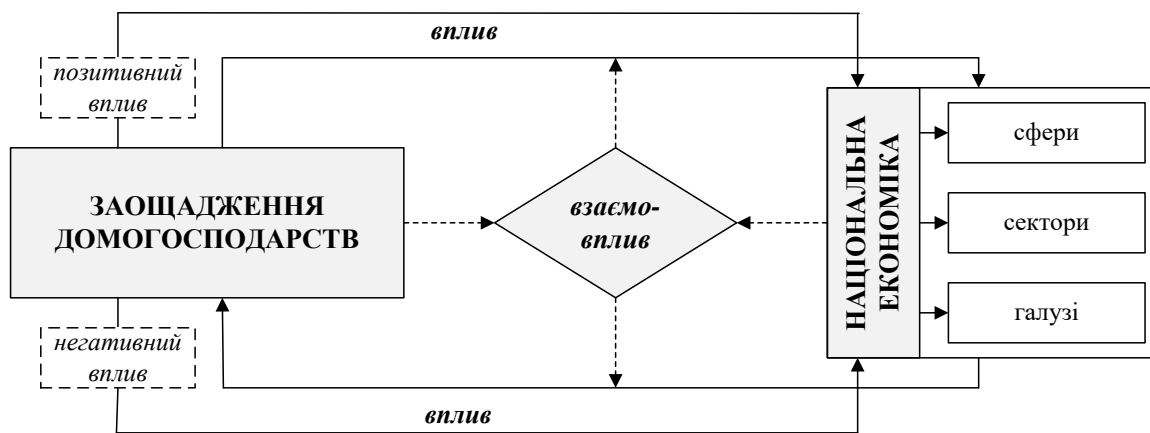 вплив
позитивний
вплив
ЗАОЩАДЖЕННЯ
ДОМОГОСПОДАРСТВ
взаємо-
вплив
НАЦІОНАЛЬНА
ЕКОНОМІКА
сфери
сектори
галузі
негативний
вплив
вплив